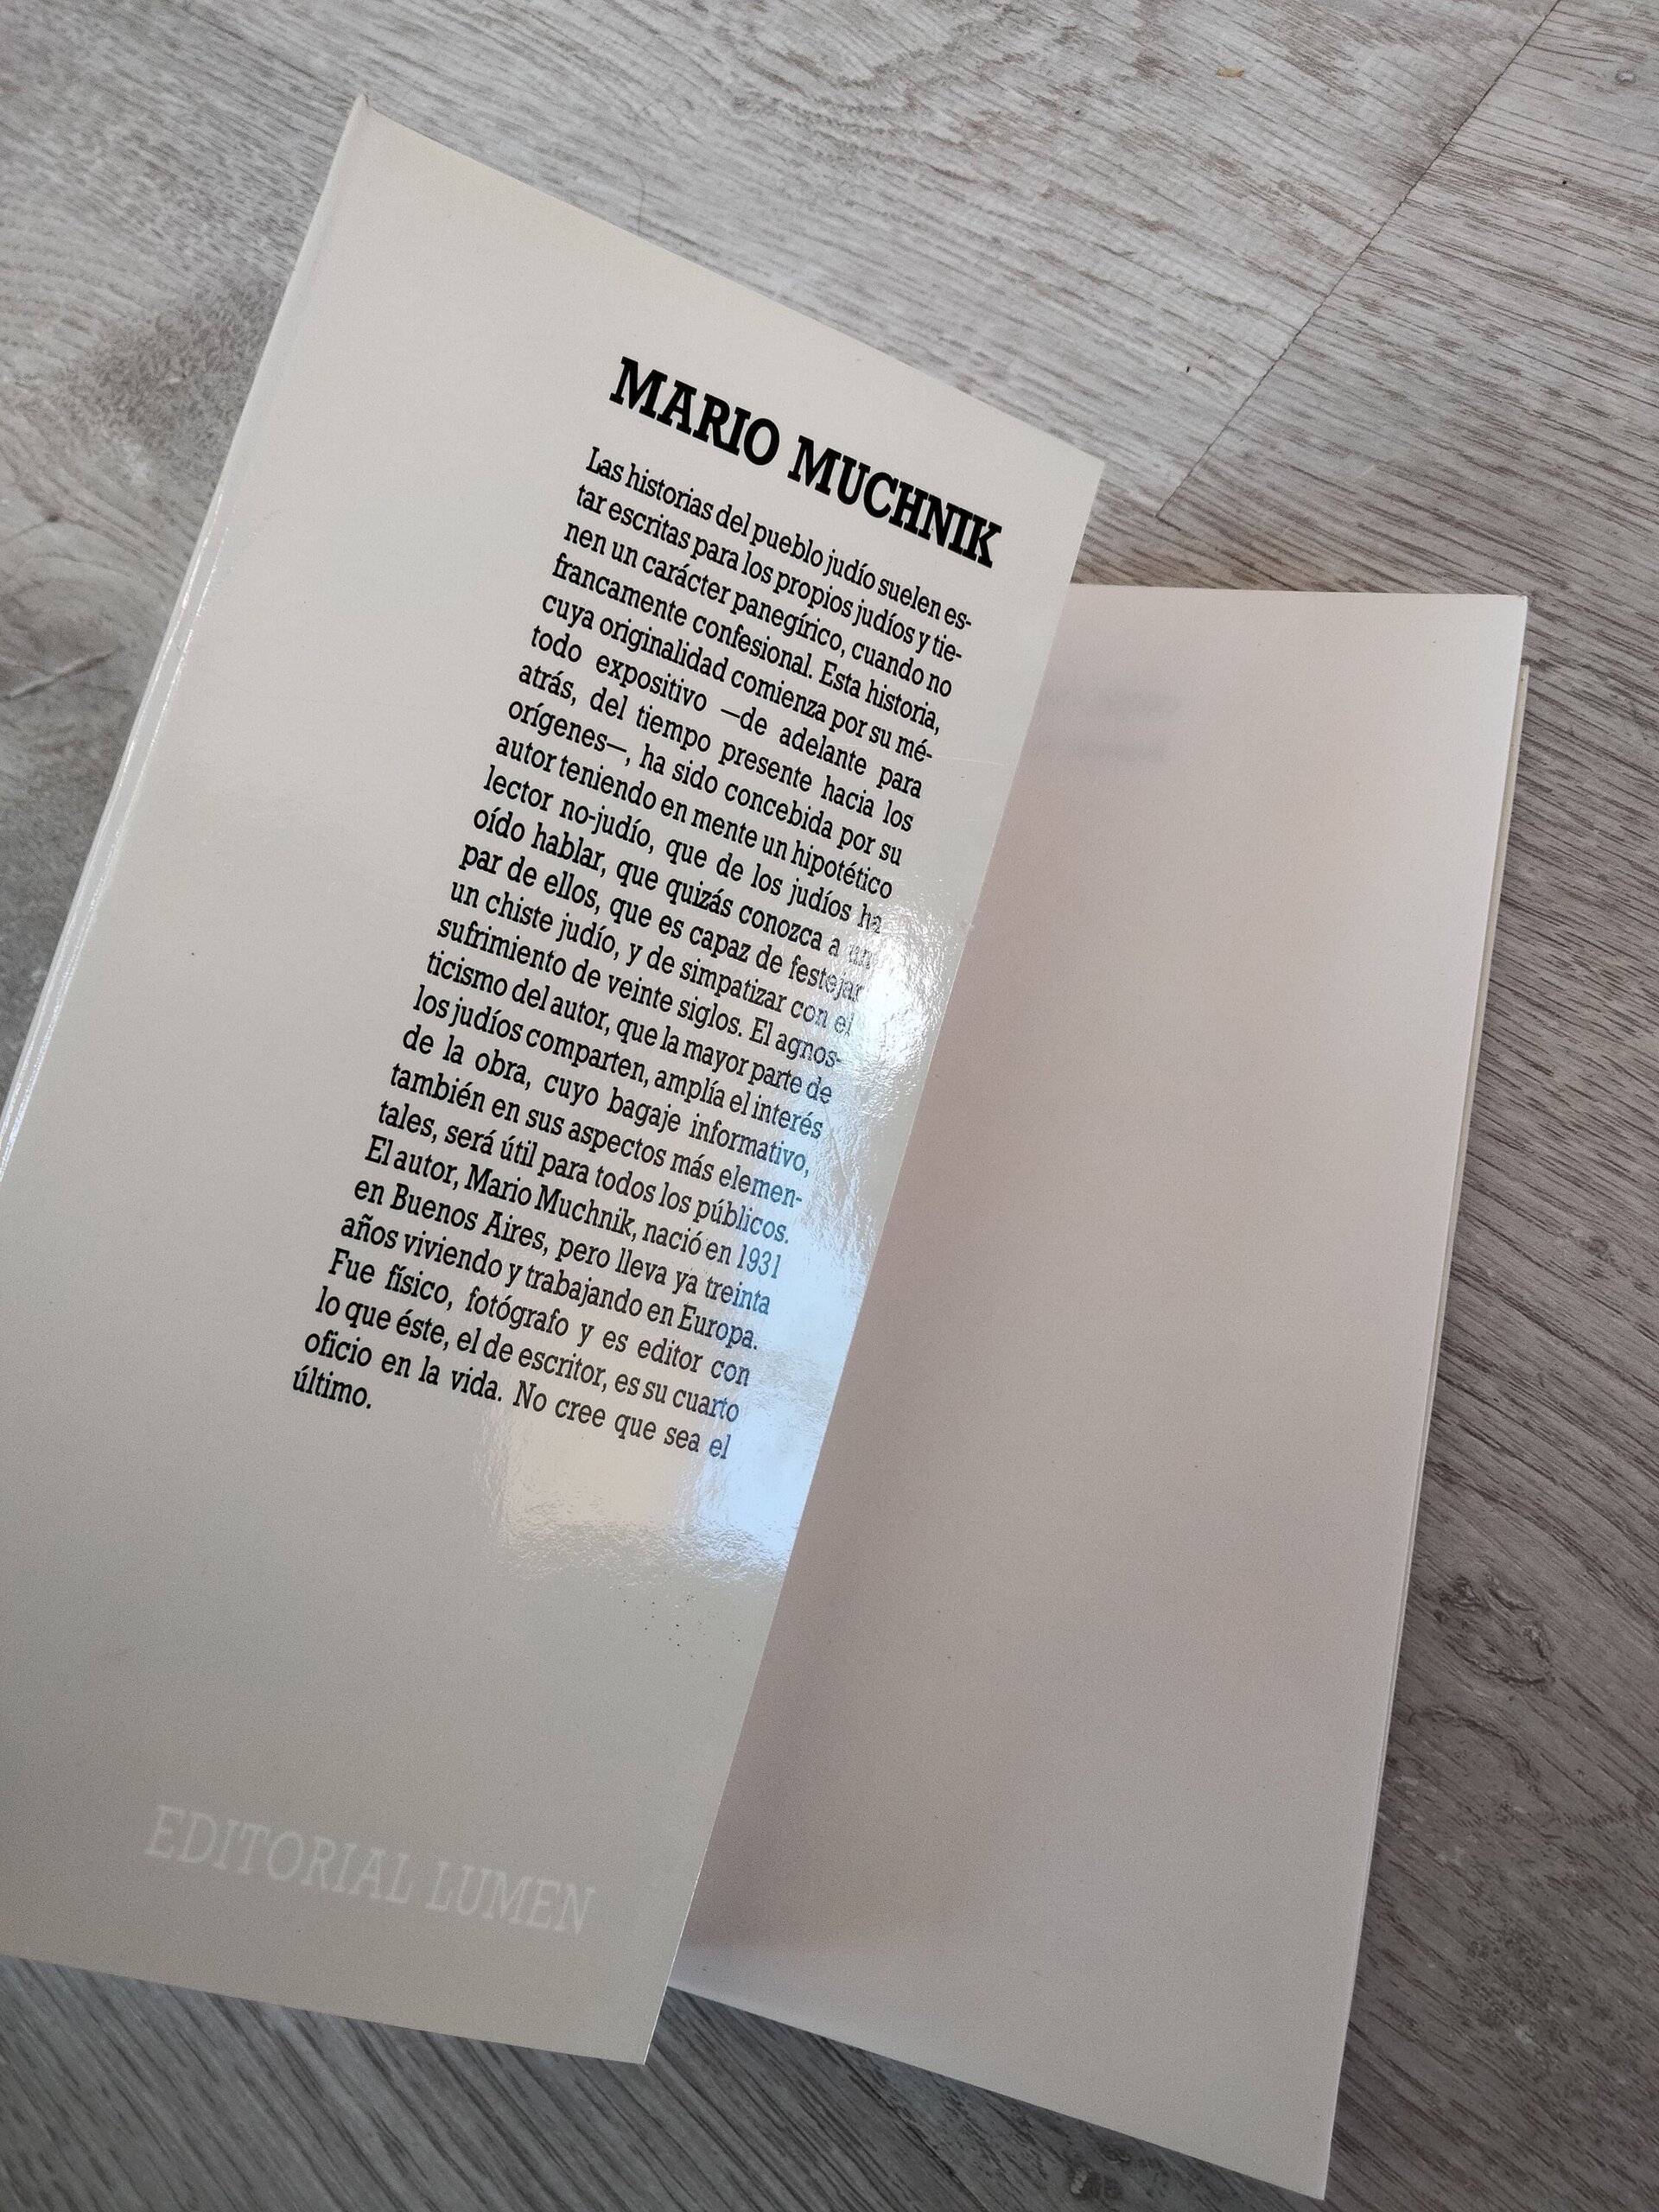 MARIO MUCHNIK
Las historias del pueblo judío suelen es-
tar escritas para los propios judíos y tie-
nen un carácter panegírico, cuando no
francamente confesional. Esta historia,
cuya originalidad comienza por su mé-
todo expositivo —de adelante para
atrás, del tiempo presente hacia los
orígenes—, ha sido concebida por su
autor teniendo en mente un hipotético
lector no-judío, que de los judíos ha
oído hablar, que quizás conozca a un
par de ellos, que es capaz de festejar
un chiste judío, y de simpatizar con el
sufrimiento de veinte siglos. El agnos-
ticismo del autor, que la mayor parte de
los judíos comparten, amplía el interés
de la obra, cuyo bagaje informativo,
también en sus aspectos más elemen-
tales, será útil para todos los públicos.
El autor, Mario Muchnik, nació en 1931
en Buenos Aires, pero lleva ya treinta
años viviendo y trabajando en Europa.
Fue físico, fotógrafo y es editor con
lo que éste, el de escritor, es su cuarto
oficio en la vida. No cree que sea el
último.
EDITORIAL LUMEN